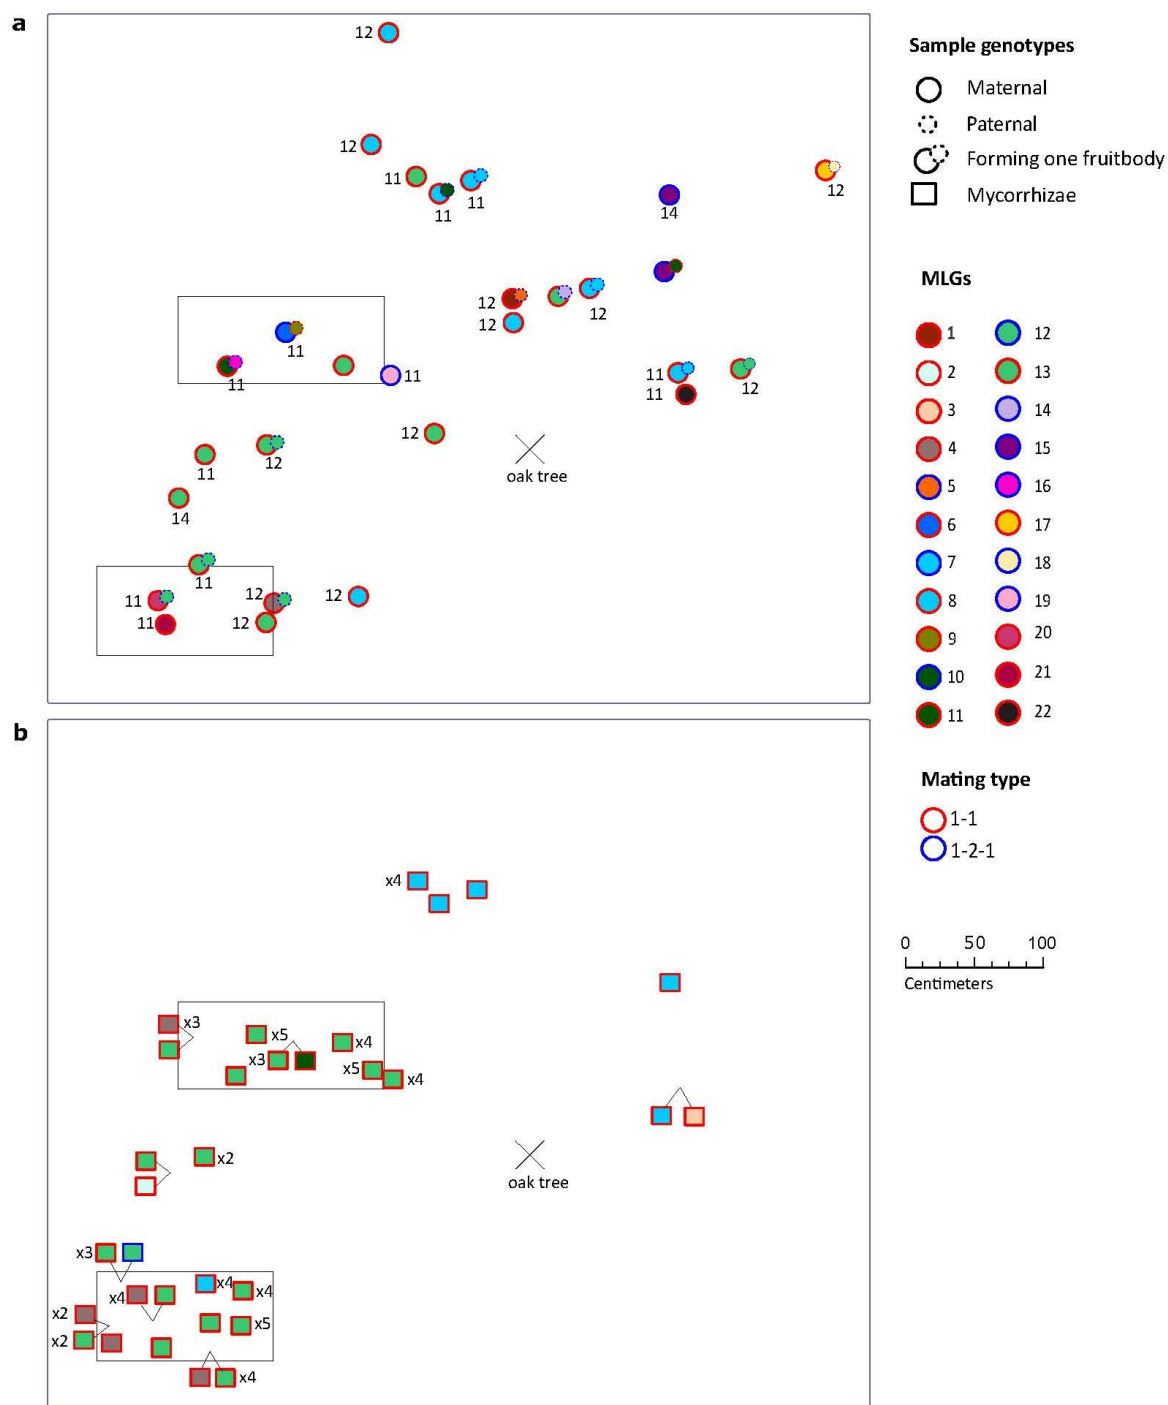 a
12
12
11
11
11
12
14
12
12
12
11
11
11
11
12
11
12
12
11
14
11
11
11
12
12
12
oak tree
Sample genotypes
Maternal
Paternal
Forming one fruitbody
Mycorrhizae
MLGs
1
2
3
4
5
6
7
8
9
10
11
12
13
14
15
16
17
18
19
20
21
22
Mating type
1-1
1-2-1
0 50 100
Centimeters
b
x4
x3
x5
x4
x3
x5
x4
x2
oak tree
x3
x4
x4
x4
x2
x5
x2
x4